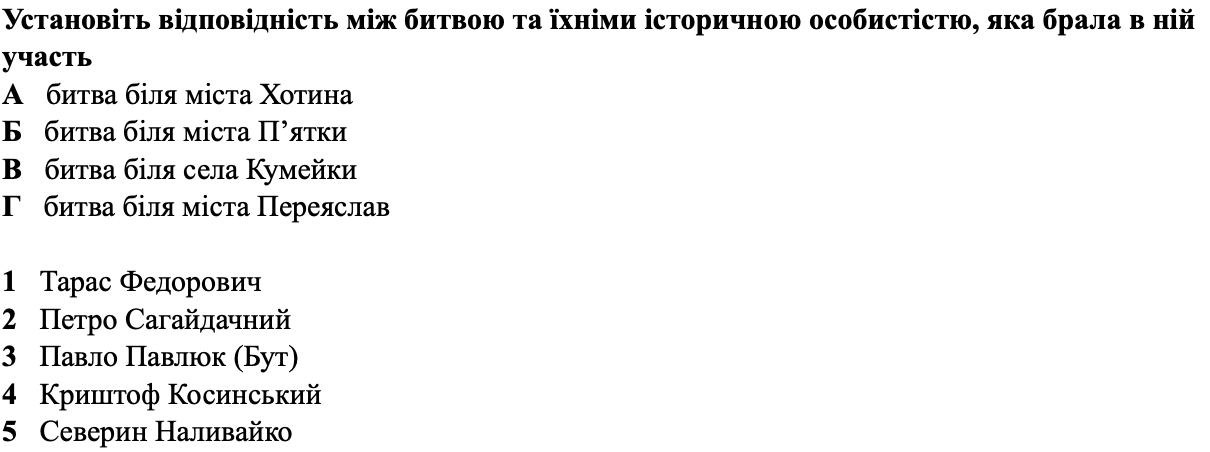 Установіть відповідність між битвою та їхніми історичною особистістю, яка брала в ній
участь
А битва біля міста Хотина
Б битва біля міста П’ятки
В битва біля села Кумейки
Г битва біля міста Переяслав
1 Тарас Федорович
2 Петро Сагайдачний
3 Павло Павлюк (Бут)
4 Криштоф Косинський
5 Северин Наливайко